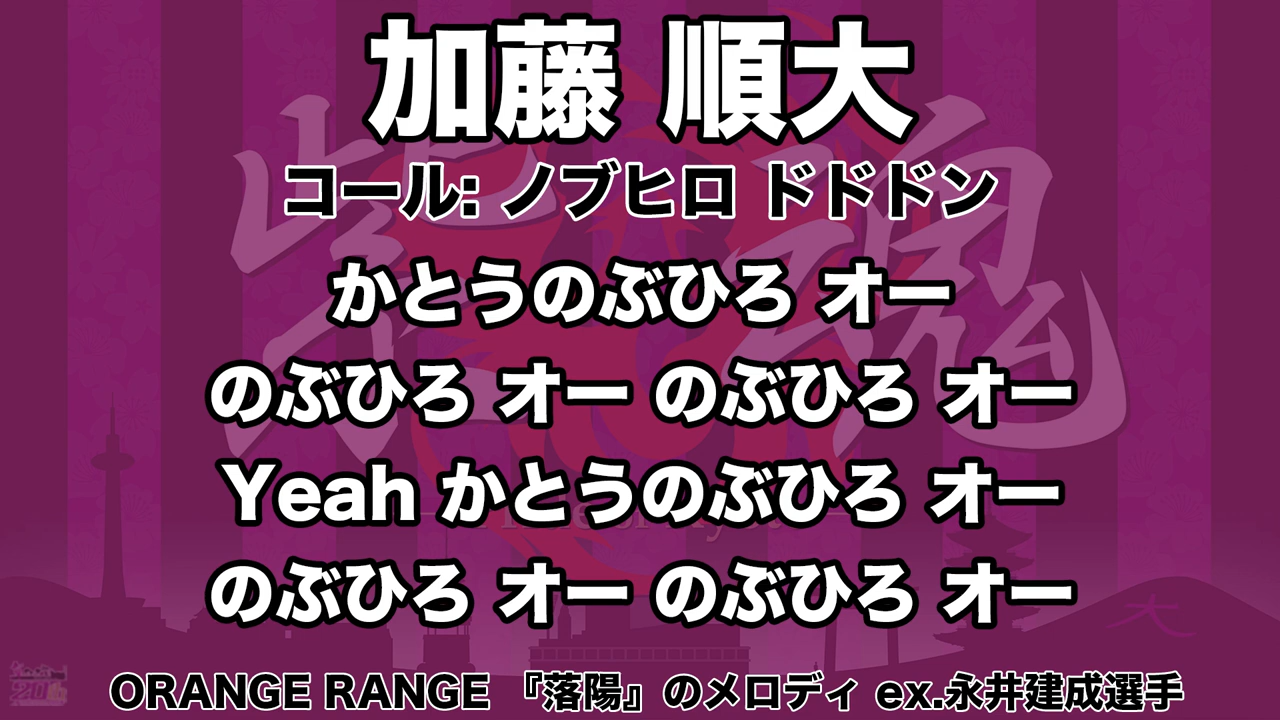 加藤 順大
コール: ノブヒロ ドドドン
かとうのぶひろ オー
のぶひろ オー のぶひろ オー
Yeah かとうのぶひろ オー
のぶひろ オー のぶひろ オー
ORANGE RANGE 『落陽』のメロディ ex.永井建成選手
紫魂
大